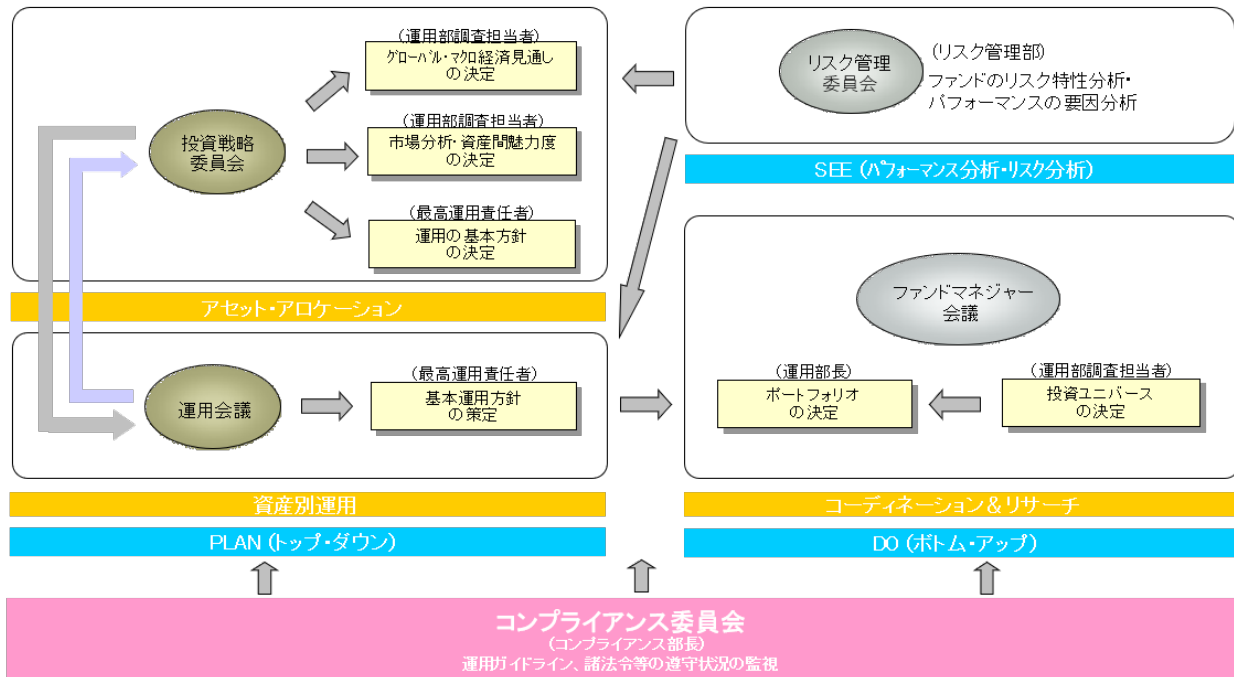 (運用部調査担当者)
グローバル・マクロ経済見通し
の決定
投資戦略
委員会
(運用部調査担当者)
市場分析・資産間魅力度
の決定
(最高運用責任者)
運用の基本方針
の決定
アセット・アロケーション
リスク管理
委員会
(リスク管理部)
ファンドのリスク特性分析・
パフォーマンスの要因分析
SEE (パフォーマンス分析・リスク分析)
運用会議
(最高運用責任者)
基本運用方針
の策定
資産別運用
PLAN (トップ・ダウン)
ファンドマネジャー
会議
(運用部長)
ポートフォリオ
の決定
(運用部調査担当者)
投資ユニバース
の決定
コーディネーション&リサーチ
DO (ボトム・アップ)
コンプライアンス委員会
(コンプライアンス部長)
運用ガイドライン、諸法令等の遵守状況の監視